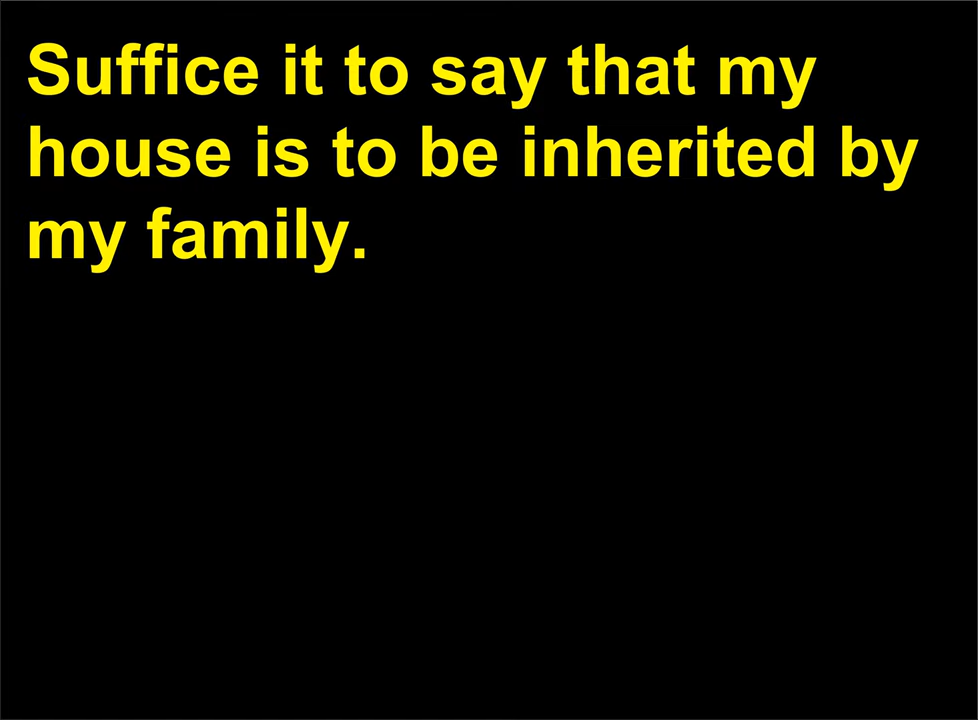 Suffice it to say that my
house is to be inherited by
my family.